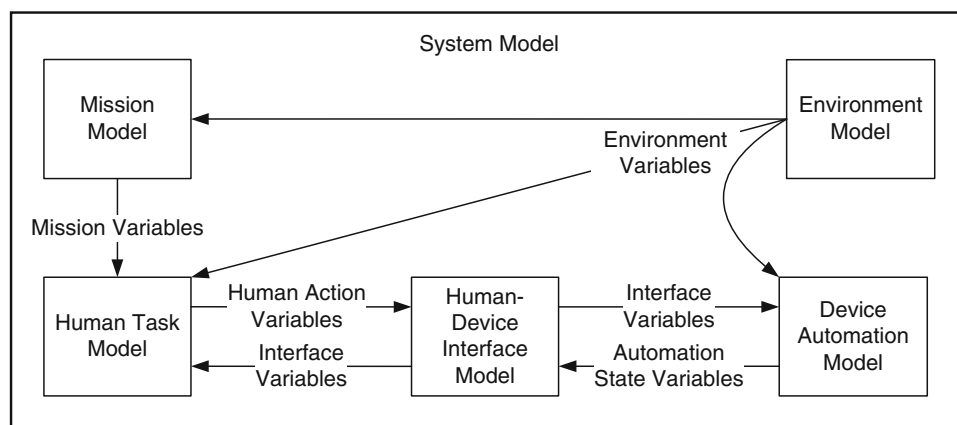 System Model
Mission
Model
Environment
Model
Environment
Variables
Mission Variables
Human Task
Model
Human Action
Variables
Interface
Variables
Human-
Device
Interface
Model
Interface
Variables
Automation
State Variables
Device
Automation
Model